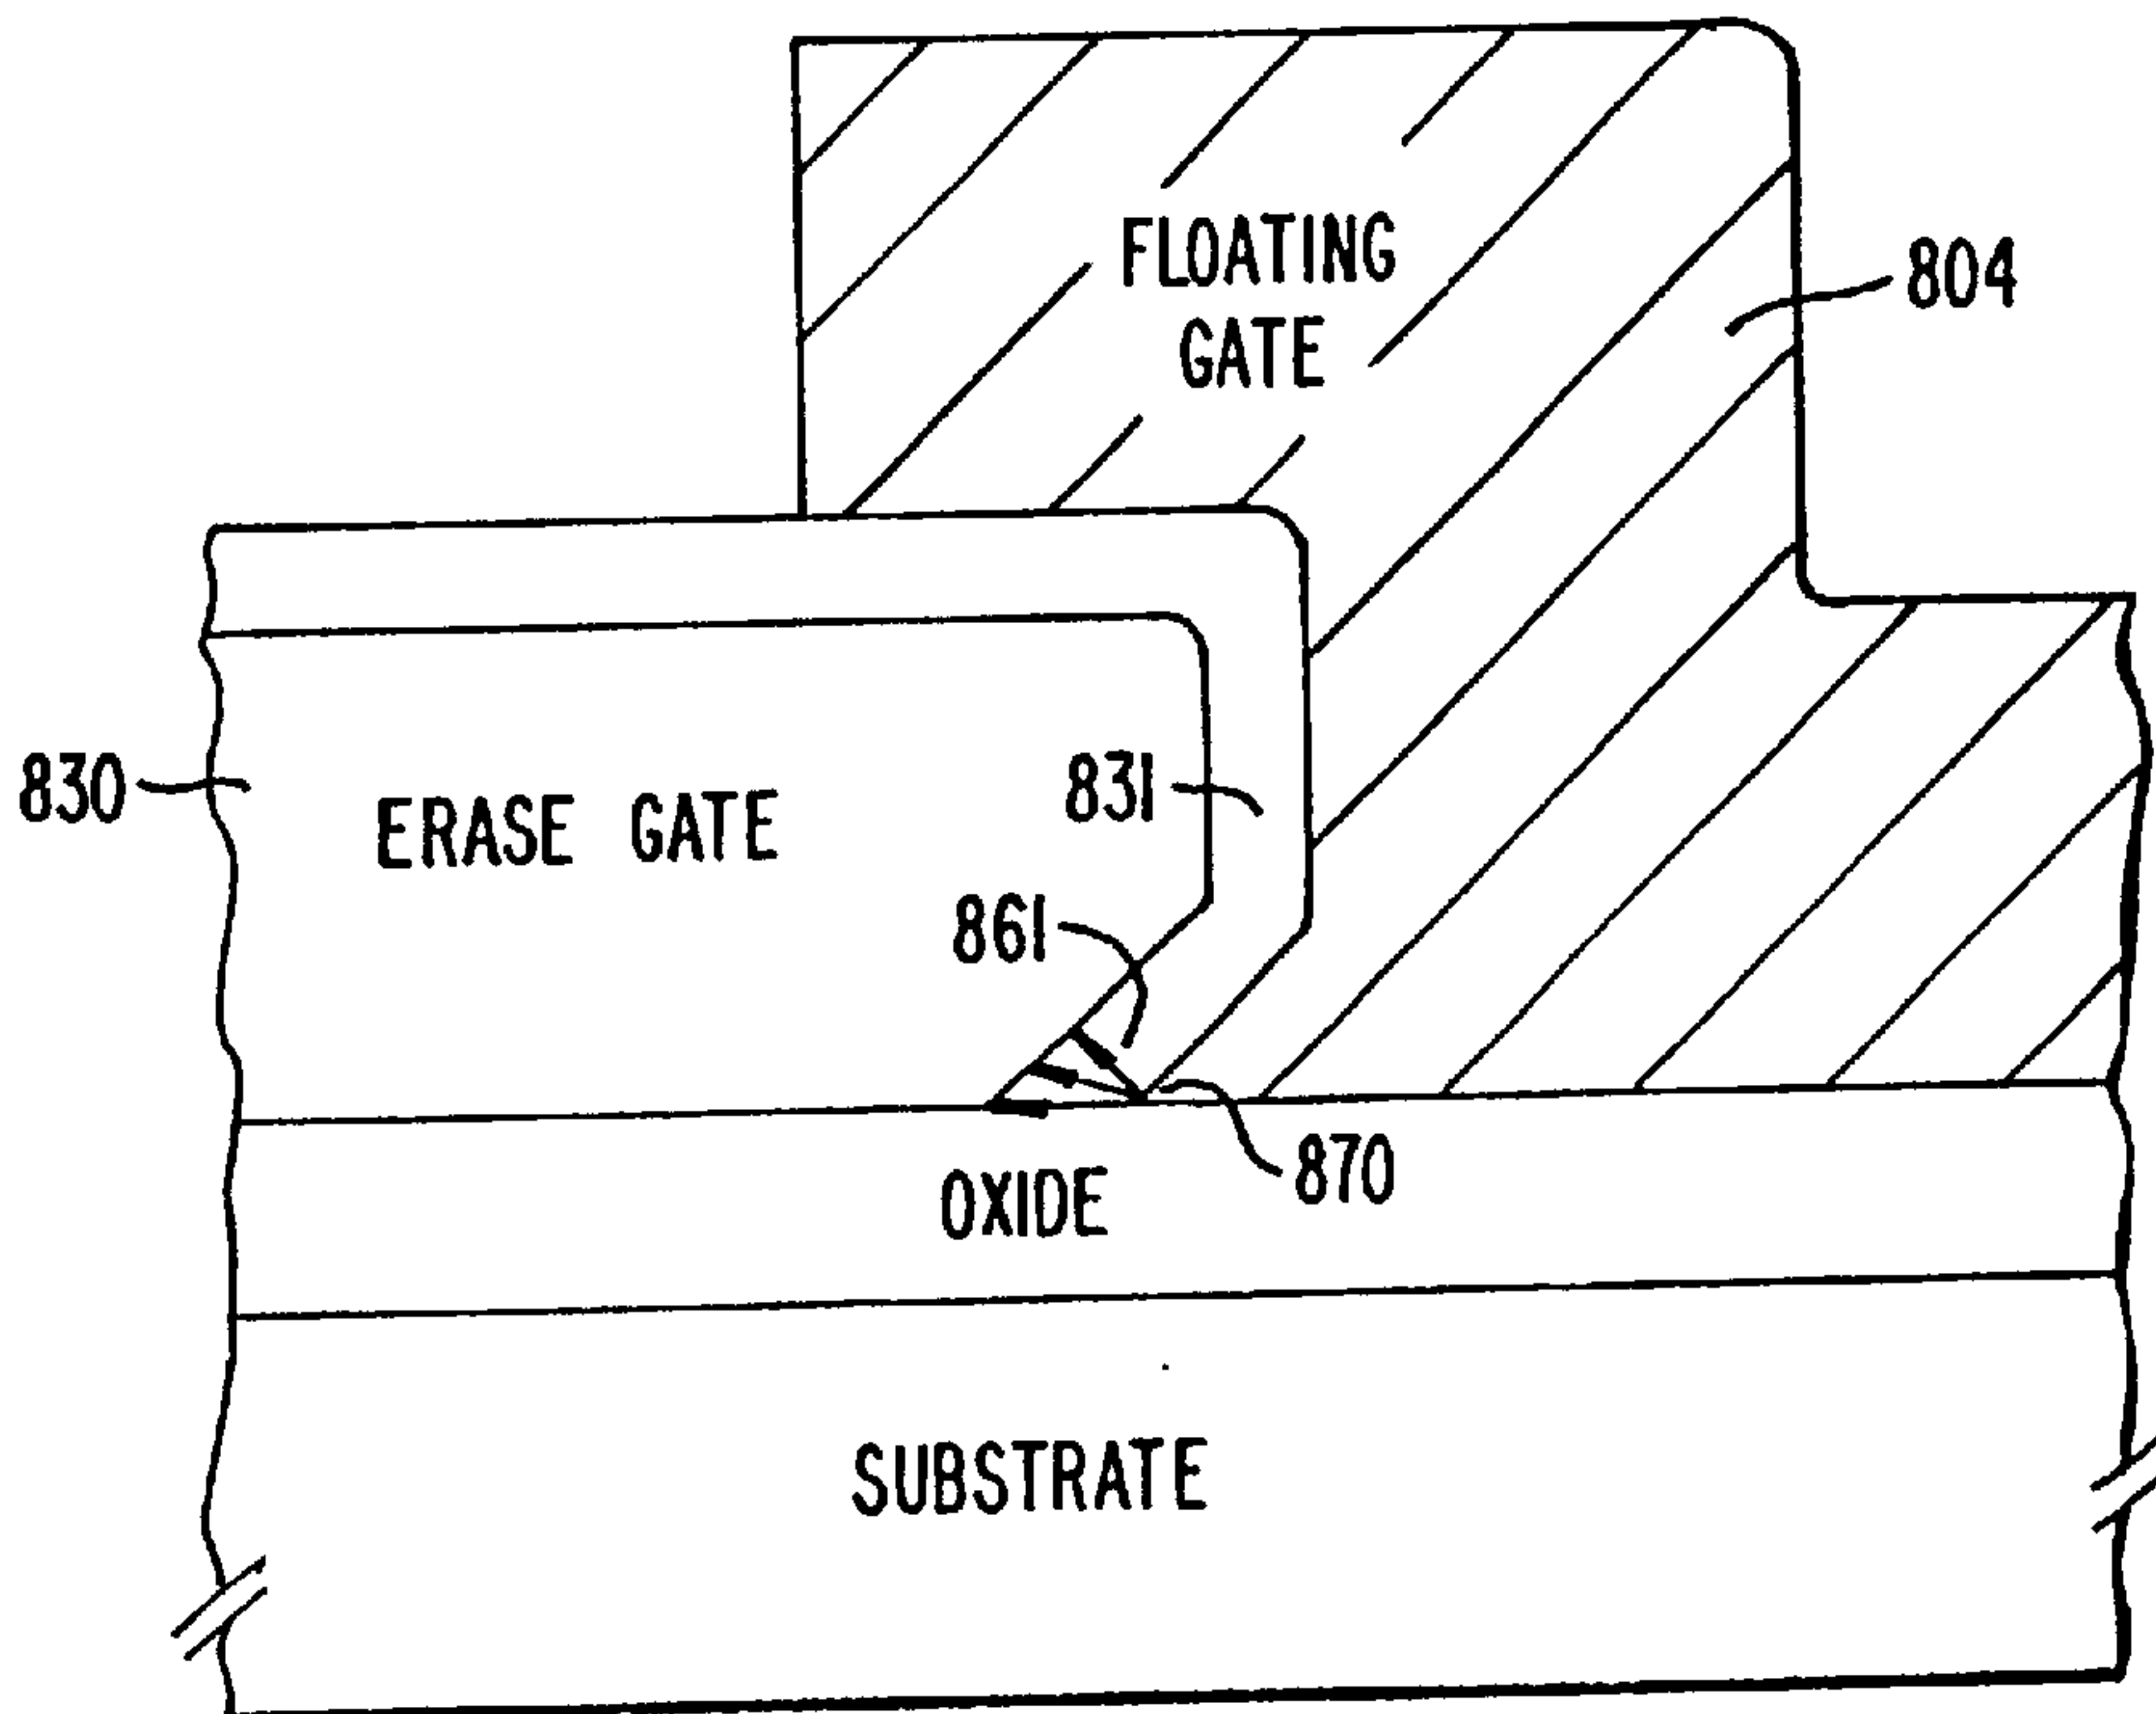 FLOATING
GATE
804
830
ERASE GATE
831
861
870
OXIDE
SUBSTRATE